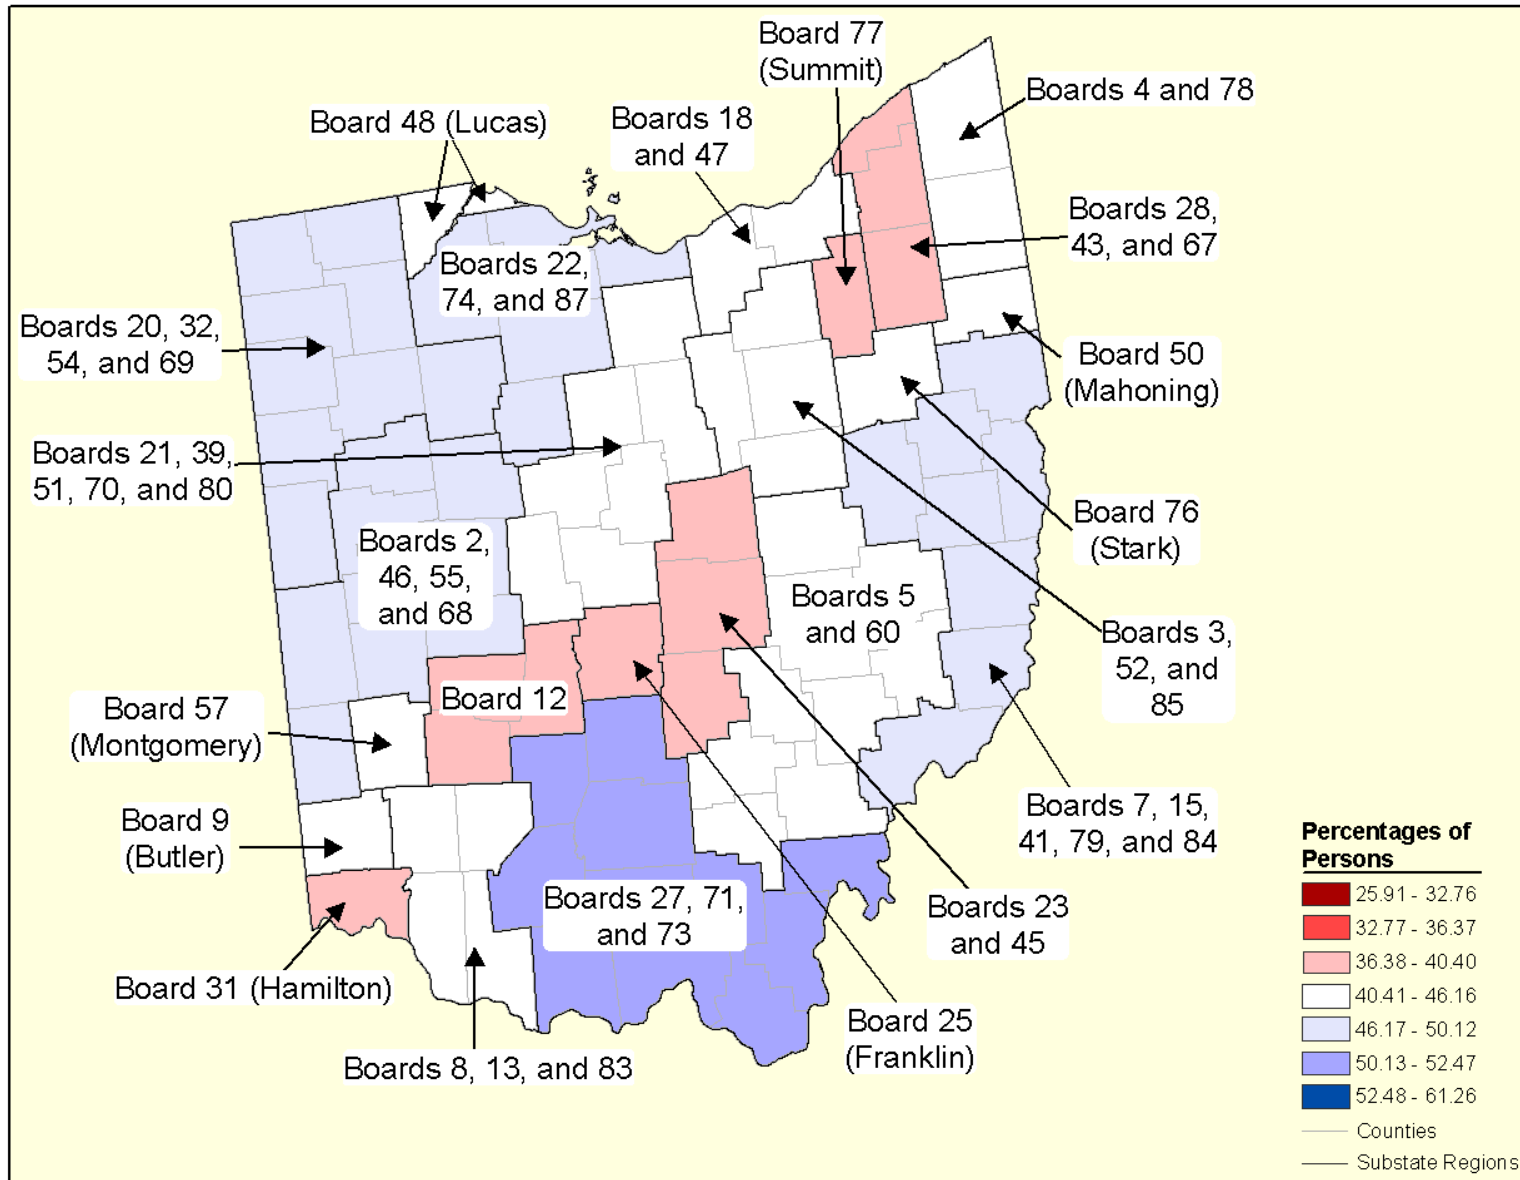 Board 77
(Summit)
Boards 4 and 78
Board 48 (Lucas)
Boards 18
and 47
Boards 28,
43, and 67
Boards 22,
74, and 87
Boards 20, 32,
54, and 69
Board 50
(Mahoning)
Boards 21, 39,
51, 70, and 80
Board 76
(Stark)
Boards 2,
46, 55,
and 68
Boards 5
and 60
Boards 3,
52, and
85
Board 12
Board 57
(Montgomery)
Boards 7, 15,
41, 79, and 84
Board 9
(Butler)
Boards 27, 71,
and 73
Boards 23
and 45
Board 31 (Hamilton)
Board 25
(Franklin)
Boards 8, 13, and 83
Percentages of
Persons
25.91 - 32.76
32.77 - 36.37
36.38 - 40.40
40.41 - 46.16
46.17 - 50.12
50.13 - 52.47
52.48 - 61.26
Counties
Substate Regions